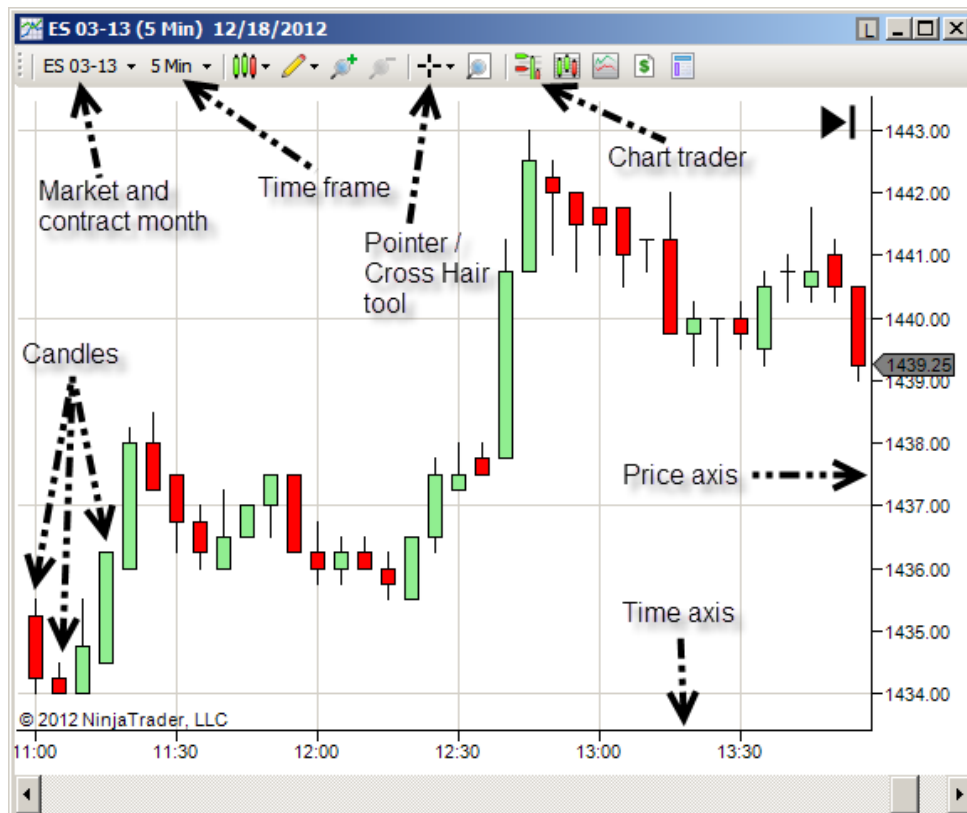 ES 03-13 (5 Min) 12/18/2012
L
ES 03-13 5 Min
$
Market and
contract month
Time frame
Pointer /
Cross Hair
tool
Chart trader
Candles
Price axis
Time axis
1443.00
1442.00
1441.00
1440.00
1439.25
1439.00
1438.00
1437.00
1436.00
1435.00
1434.00
© 2012 NinjaTrader, LLC
11:00 11:30 12:00 12:30 13:00 13:30